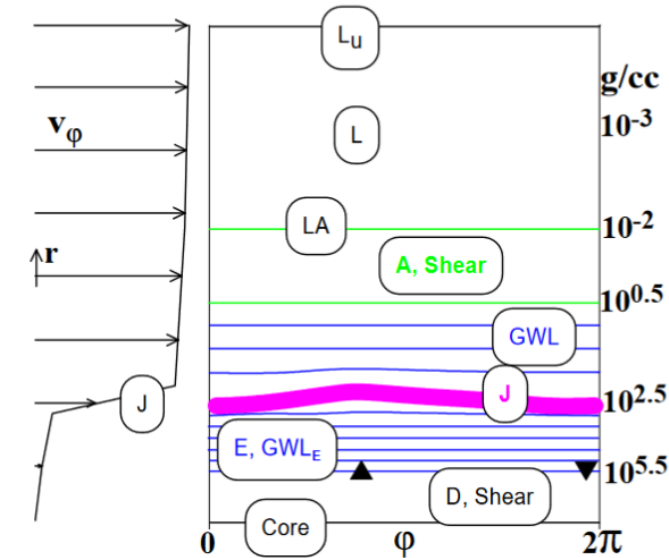 Lu
g/cc
vφ
10-3
L
LA
10-2
r
A, Shear
100.5
GWL
J
J
102.5
E, GWLE
105.5
D, Shear
Core
0
φ
2π